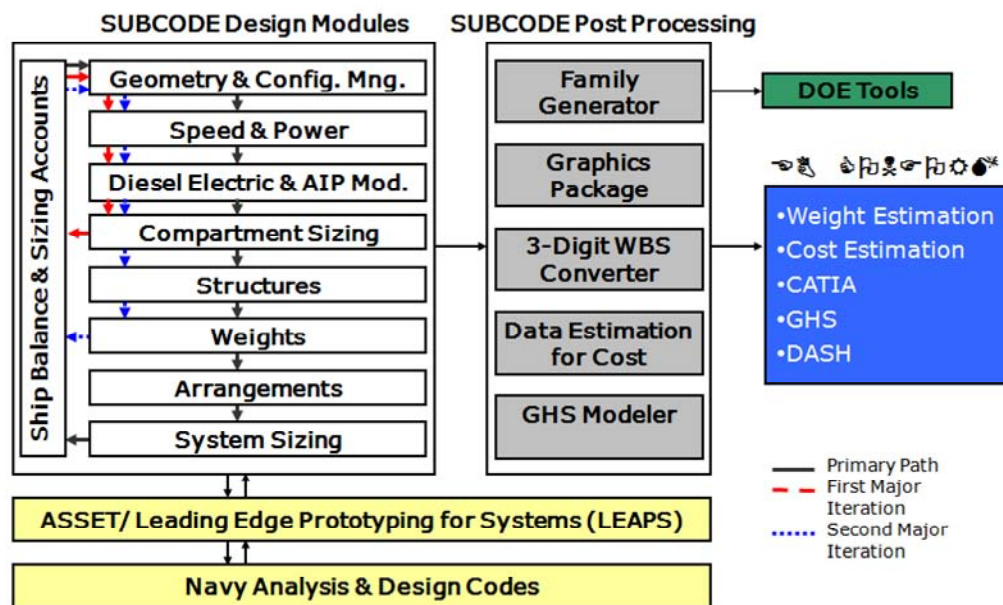 SUBCODE Design Modules
SUBCODE Post Processing
Ship Balance & Sizing Accounts
Geometry & Config. Mng.
Speed & Power
Diesel Electric & AIP Mod.
Compartment Sizing
Structures
Weights
Arrangements
System Sizing
Family
Generator
Graphics
Package
3-Digit WBS
Converter
Data Estimation
for Cost
GHS Modeler
DOE Tools
•Weight Estimation
•Cost Estimation
•CATIA
•GHS
•DASH
Primary Path
First Major
Iteration
Second Major
Iteration
ASSET/ Leading Edge Prototyping for Systems (LEAPS)
Navy Analysis & Design Codes